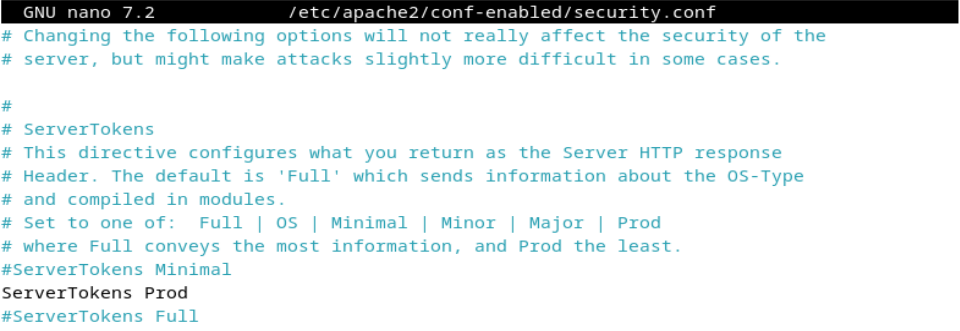 GNU nano 7.2 /etc/apache2/conf-enabled/security.conf
# Changing the following options will not really affect the security of the
# server, but might make attacks slightly more difficult in some cases.
#
# ServerTokens
# This directive configures what you return as the Server HTTP response
# Header. The default is 'Full' which sends information about the OS-Type
# and compiled in modules.
# Set to one of:  Full | OS | Minimal | Minor | Major | Prod
# where Full conveys the most information, and Prod the least.
#ServerTokens Minimal
ServerTokens Prod
#ServerTokens Full